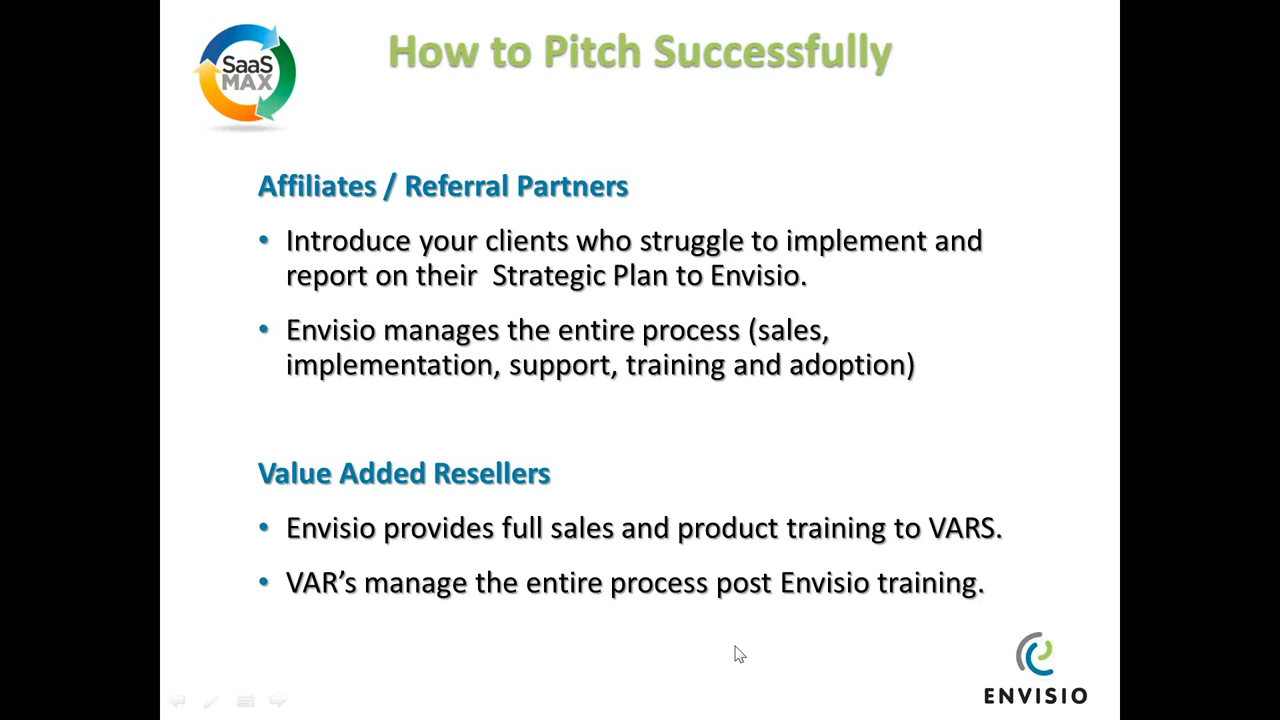 SaaS
MAX
How to Pitch Successfully
Affiliates / Referral Partners
• Introduce your clients who struggle to implement and
report on their  Strategic Plan to Envisio.
• Envisio manages the entire process (sales,
implementation, support, training and adoption)
Value Added Resellers
• Envisio provides full sales and product training to VARS.
• VAR’s manage the entire process post Envisio training.
ENVISIO